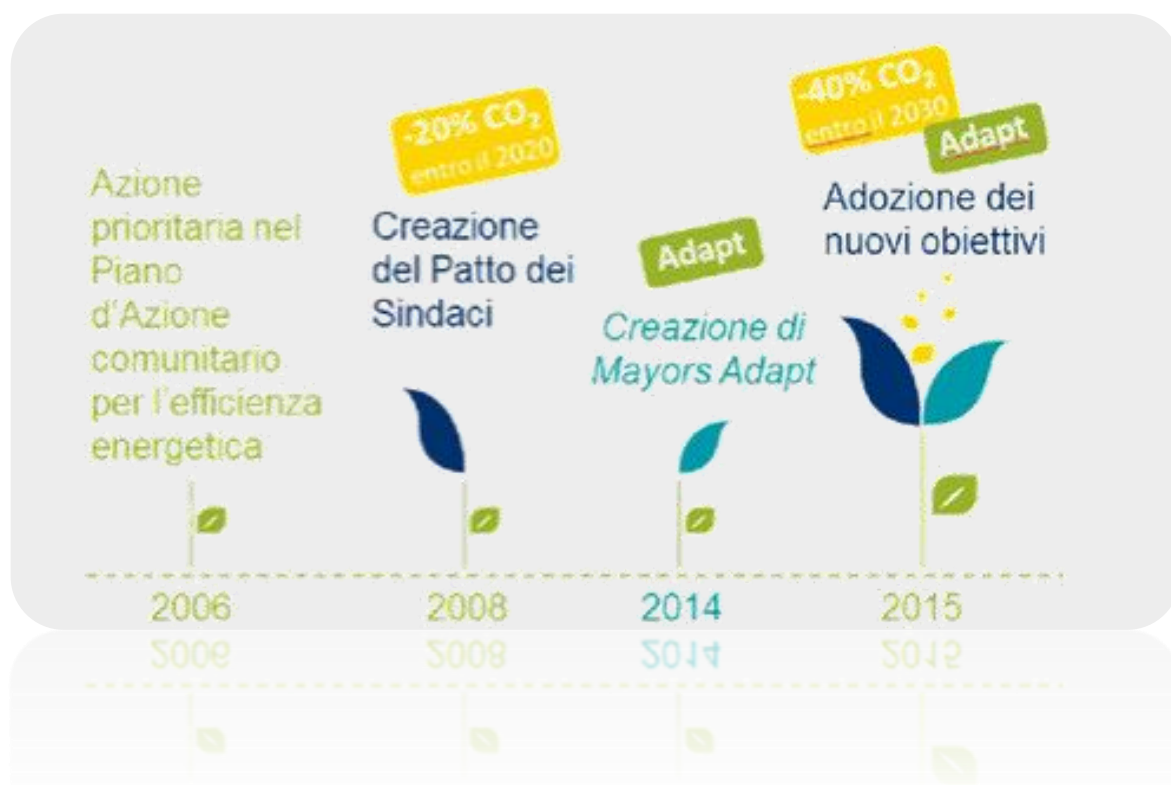 Azione
prioritaria nel
Piano
d'Azione
comunitario
per l'efficienza
energetica
2006
-20% CO₂
entro il 2020
Creazione
del Patto dei
Sindaci
2008
Adapt
Creazione di
Mayors Adapt
2014
-40% CO₂
entro il 2030
Adapt
Adozione dei
nuovi obiettivi
2015